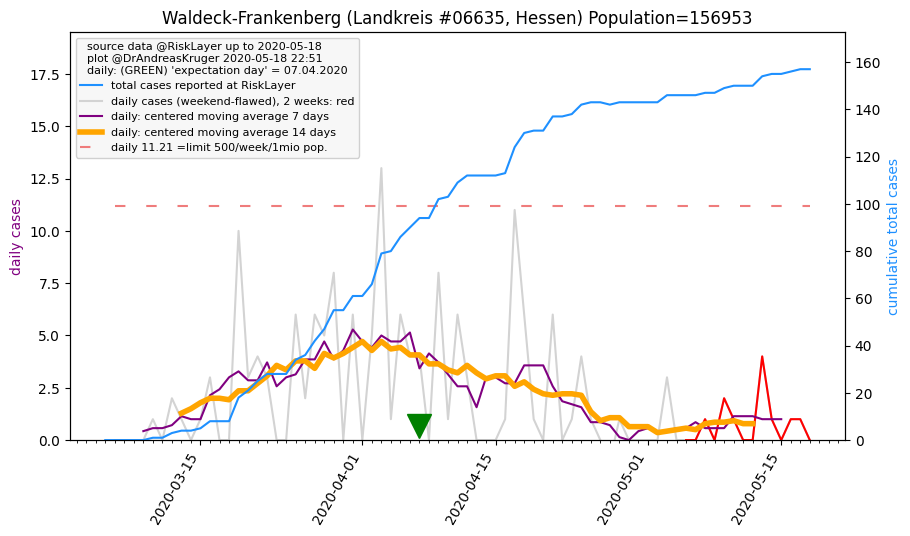 Waldeck-Frankenberg (Landkreis #06635, Hessen) Population=156953
source data @RiskLayer up to 2020-05-18
plot @DrAndreasKruger 2020-05-18 22:51
daily: (GREEN) 'expectation day' = 07.04.2020
total cases reported at RiskLayer
daily cases (weekend-flawed), 2 weeks: red
daily: centered moving average 7 days
daily: centered moving average 14 days
daily 11.21 =limit 500/week/1mio pop.
daily cases
17.5
15.0
12.5
10.0
7.5
5.0
2.5
0.0
160
140
120
100
80
60
40
20
0
cumulative total cases
2020-03-15
2020-04-01
2020-04-15
2020-05-01
2020-05-15